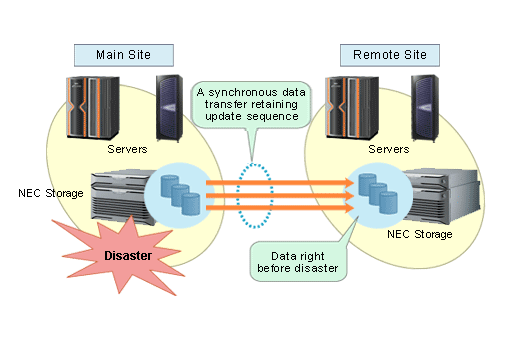 Main Site
Remote Site
A synchronous data
transfer retaining
update sequence
Servers
Servers
NEC Storage
NEC Storage
Disaster
Data right
before disaster